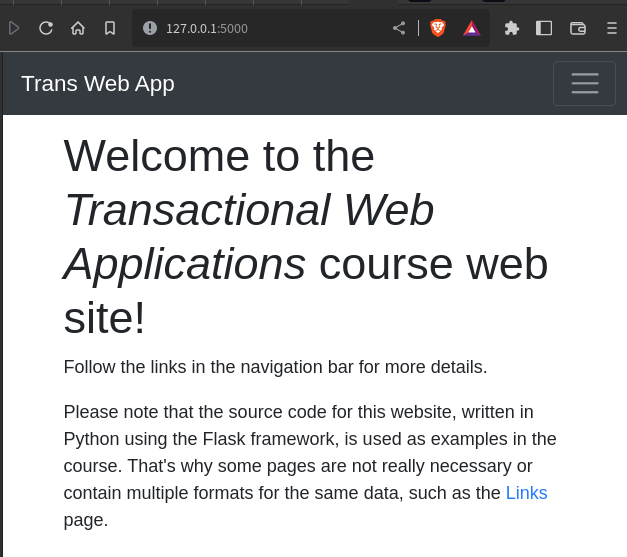 127.0.0.1:5000
Trans Web App
Welcome to the
Transactional Web
Applications course web
site!
Follow the links in the navigation bar for more details.
Please note that the source code for this website, written in
Python using the Flask framework, is used as examples in the
course. That's why some pages are not really necessary or
contain multiple formats for the same data, such as the Links
page.